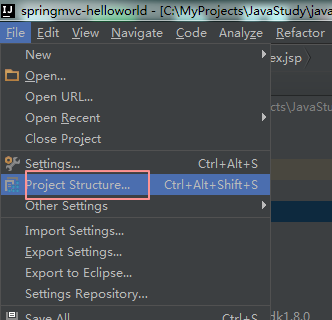 IJ springmvc-helloworld - [C:\MyProjects\JavaStudy\java
File Edit View Navigate Code Analyze Refactor
New
Open...
ex.jsp
Open URL...
Open Recent
jects\JavaStu
Close Project
Settings... Ctrl+Alt+S
Project Structure... Ctrl+Alt+Shift+S
Other Settings
Import Settings...
Export Settings...
Export to Eclipse...
Settings Repository...
Save All Ctrl+S
dk1.8.0